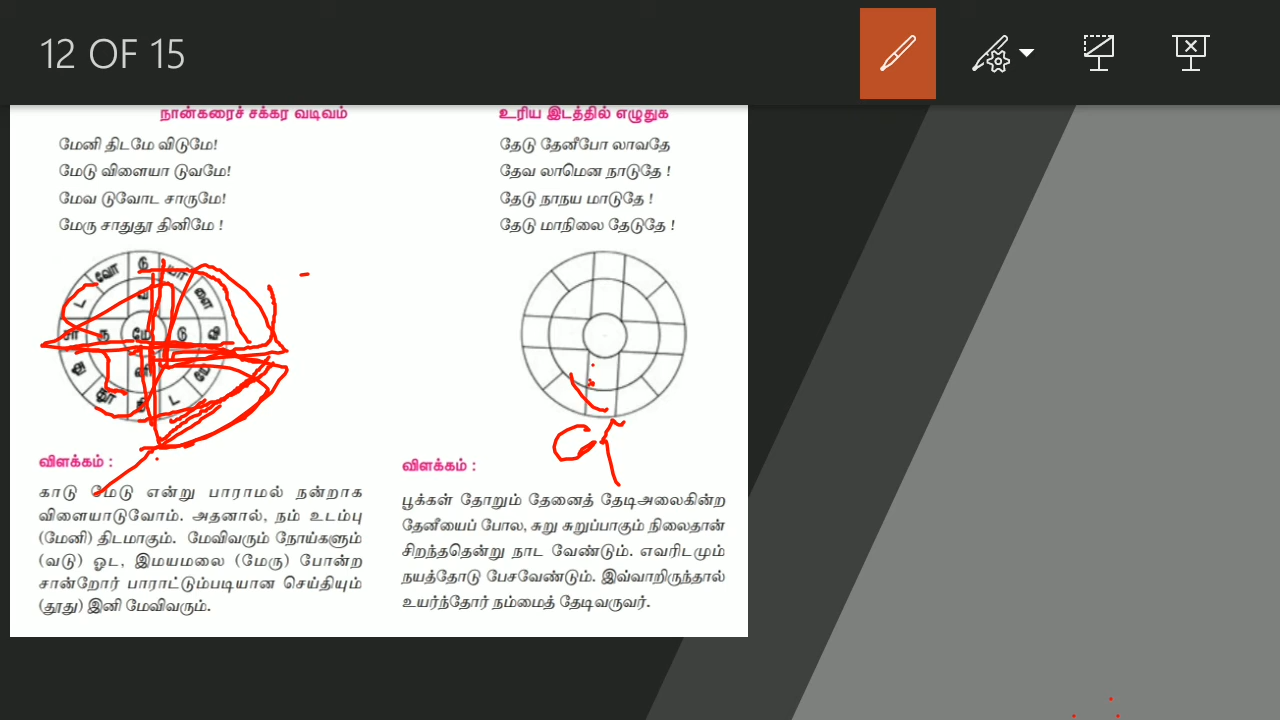 12 OF 15
நான்கரைச் சக்கர வடிவம்
மேனி திடமே விடுமே!
மேடு விளையா டுவமே!
மேவ டுவோட சாருமே!
மேரு சாதுதூ தினிமே !
டு
வோ
யா
ட
வ
ளை
சா
ரு
மே
டு
வி
து
னி
மே
தூ
தி
ட
விளக்கம் :
காடு மேடு என்று பாராமல் நன்றாக
விளையாடுவோம். அதனால், நம் உடம்பு
(மேனி) திடமாகும். மேவிவரும் நோய்களும்
(வடு) ஓட, இமயமலை (மேரு) போன்ற
சான்றோர் பாராட்டும்படியான செய்தியும்
(தூது) இனி மேவிவரும்.
உரிய இடத்தில் எழுதுக
தேடு தேனீபோ லாவதே
தேவ லாமென நாடுதே !
தேடு நாநய மாடுதே !
தேடு மாநிலை தேடுதே !
விளக்கம் :
பூக்கள் தோறும் தேனைத் தேடிஅலைகின்ற
தேனீயைப் போல, சுறு சுறுப்பாகும் நிலைதான்
சிறந்ததென்று நாட வேண்டும். எவரிடமும்
நயத்தோடு பேசவேண்டும். இவ்வாறிருந்தால்
உயர்ந்தோர் நம்மைத் தேடிவருவர்.